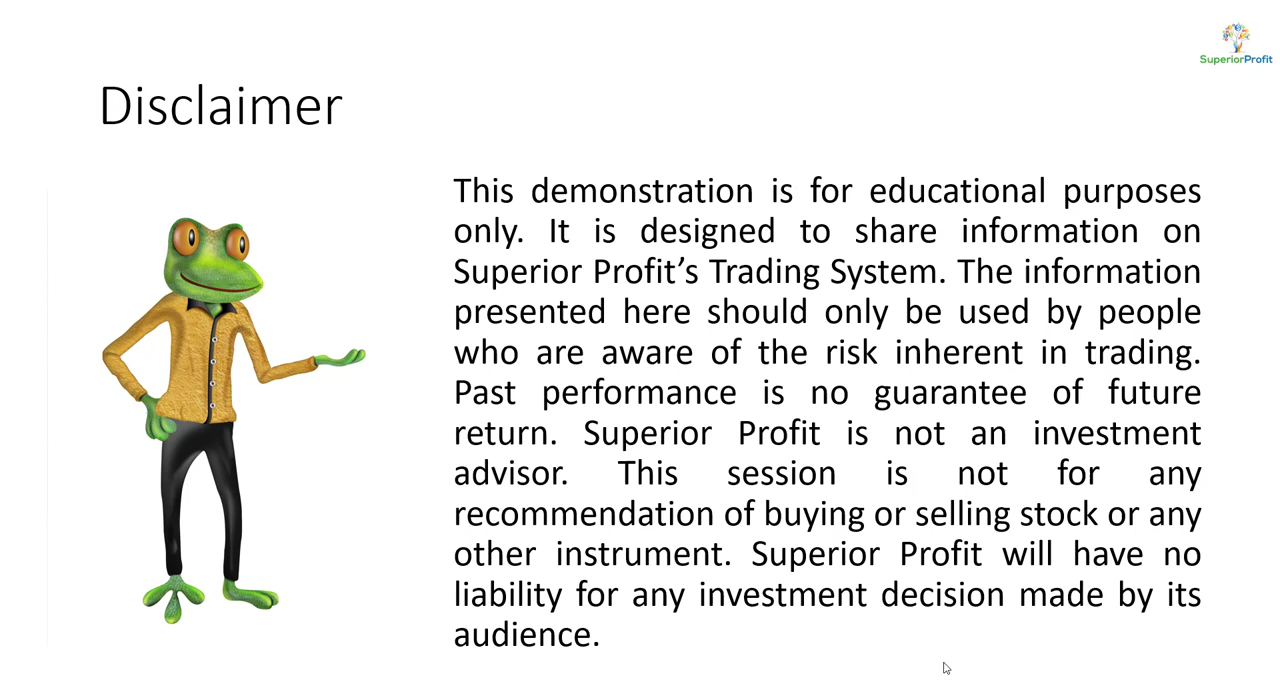 SuperiorProfit
Disclaimer
This demonstration is for educational purposes
only. It is designed to share information on
Superior Profit’s Trading System. The information
presented here should only be used by people
who are aware of the risk inherent in trading.
Past performance is no guarantee of future
return. Superior Profit is not an investment
advisor. This session is not for any
recommendation of buying or selling stock or any
other instrument. Superior Profit will have no
liability for any investment decision made by its
audience.